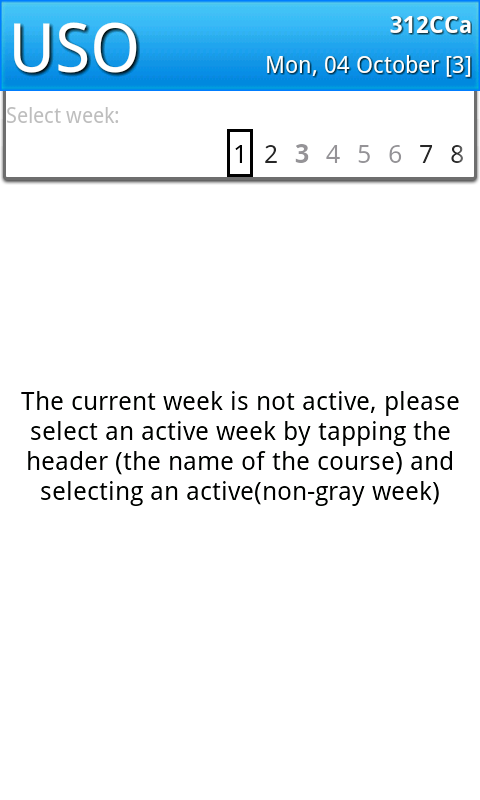 USO
312CCa
Mon, 04 October [3]
Select week:
1 2 3 4 5 6 7 8
The current week is not active, please
select an active week by tapping the
header (the name of the course) and
selecting an active(non-gray week)